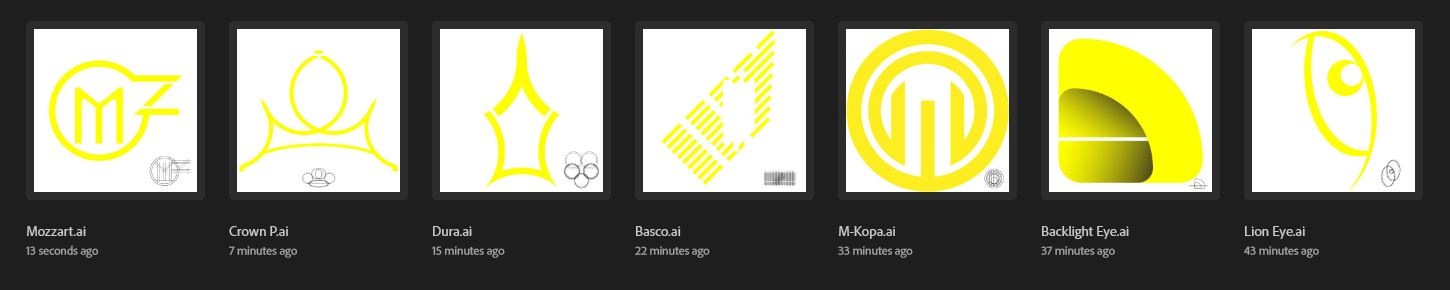 MZ
M
Mozzart.ai
13 seconds ago
Crown P.ai
7 minutes ago
Dura.ai
15 minutes ago
Basco.ai
22 minutes ago
M-Kopa.ai
33 minutes ago
Backlight Eye.ai
37 minutes ago
Lion Eye.ai
43 minutes ago